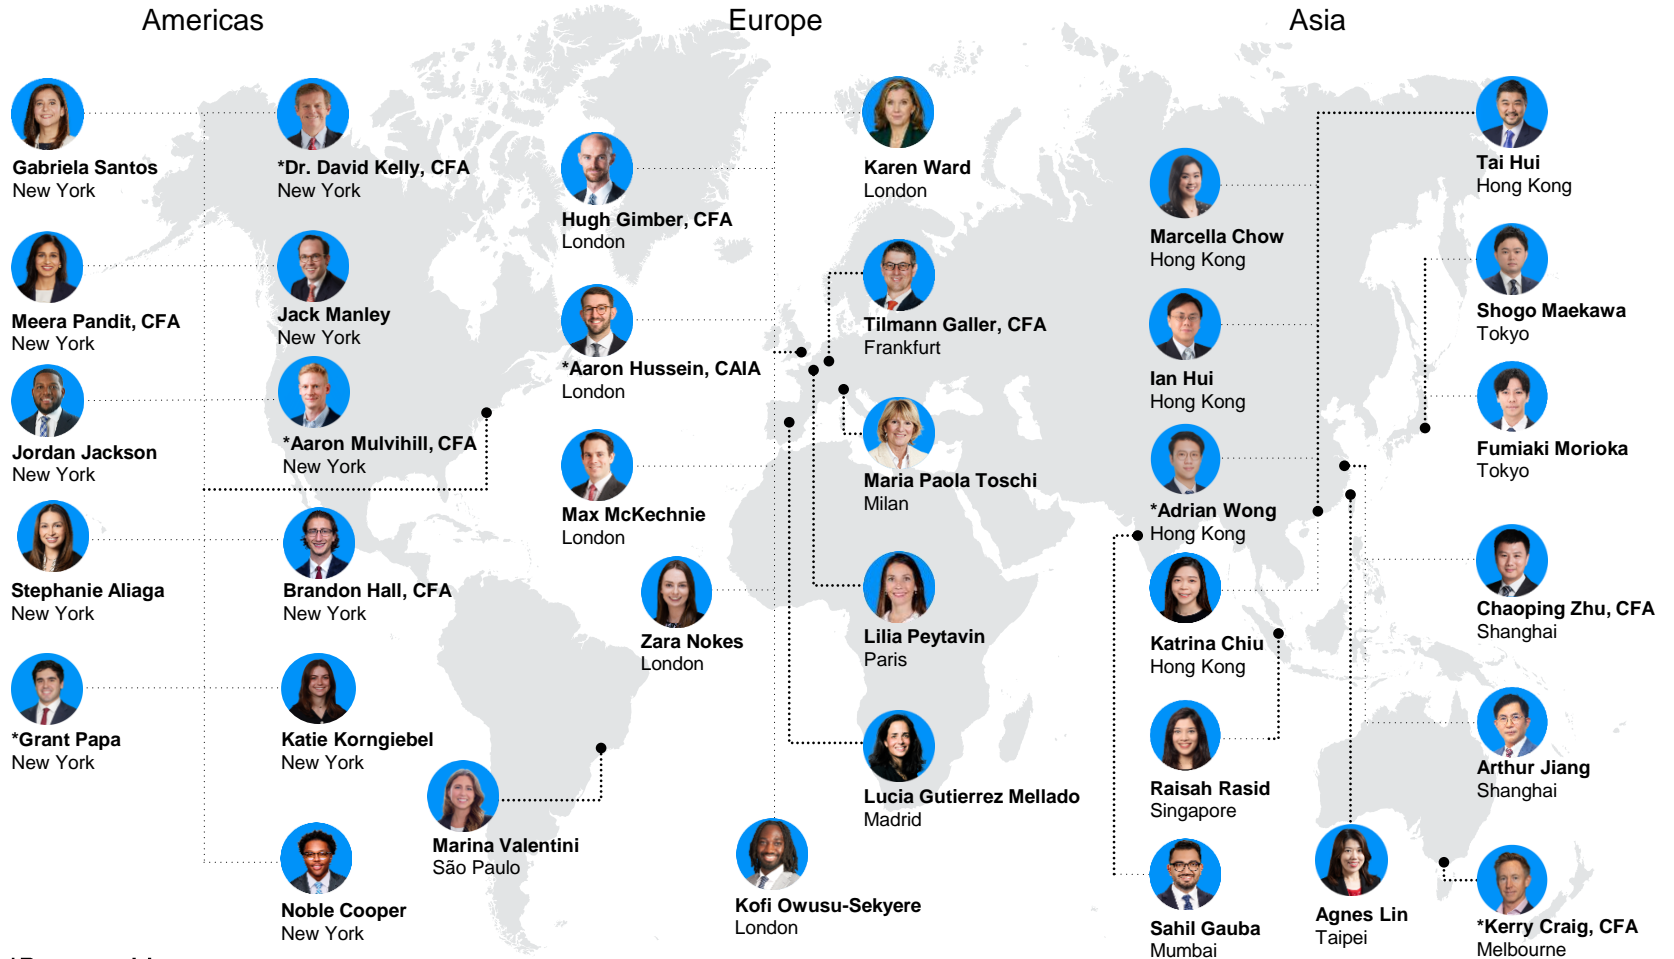 Americas
Europe
Asia
Gabriela Santos
New York
*Dr. David Kelly, CFA
New York
Meera Pandit, CFA
New York
Jack Manley
New York
Jordan Jackson
New York
*Aaron Mulvihill, CFA
New York
Stephanie Aliaga
New York
Brandon Hall, CFA
New York
*Grant Papa
New York
Katie Korngiebel
New York
Noble Cooper
New York
Marina Valentini
São Paulo
Hugh Gimber, CFA
London
Karen Ward
London
*Aaron Hussein, CAIA
London
Tilmann Galler, CFA
Frankfurt
Max McKechnie
London
Maria Paola Toschi
Milan
Zara Nokes
London
Lilia Peytavin
Paris
Lucia Gutierrez Mellado
Madrid
Kofi Owusu-Sekyere
London
Marcella Chow
Hong Kong
Tai Hui
Hong Kong
Ian Hui
Hong Kong
Shogo Maekawa
Tokyo
*Adrian Wong
Hong Kong
Fumiaki Morioka
Tokyo
Katrina Chiu
Hong Kong
Chaoping Zhu, CFA
Shanghai
Raisah Rasid
Singapore
Arthur Jiang
Shanghai
Sahil Gauba
Mumbai
Agnes Lin
Taipei
*Kerry Craig, CFA
Melbourne